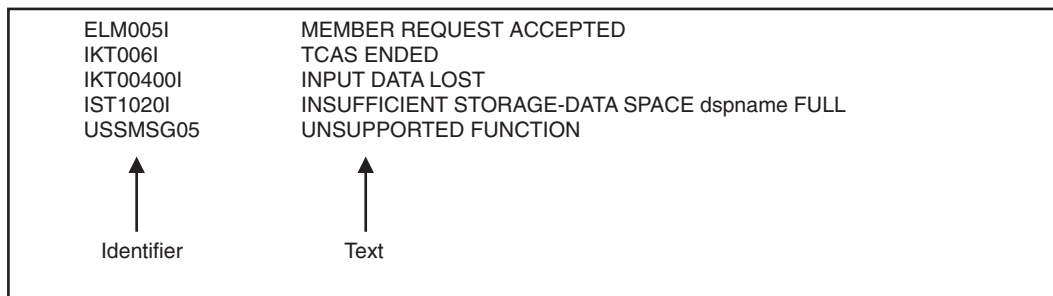 ELM005I MEMBER REQUEST ACCEPTED
IKT006I TCAS ENDED
IKT00400I INPUT DATA LOST
IST1020I INSUFFICIENT STORAGE-DATA SPACE dspname FULL
USSMSG05 UNSUPPORTED FUNCTION
Identifier Text